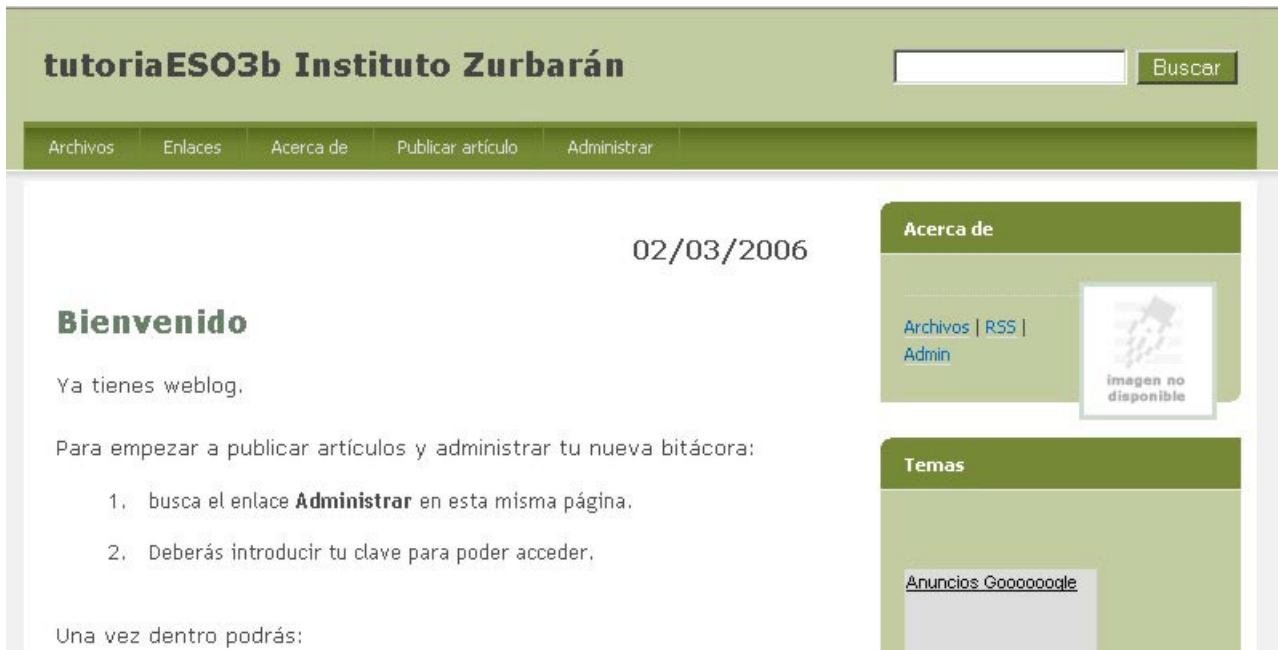 tutoriaESO3b Instituto Zurbarán
Buscar
Archivos Enlaces Acerca de Publicar artículo Administrar
02/03/2006
Bienvenido
Ya tienes weblog.
Para empezar a publicar artículos y administrar tu nueva bitácora:
1. busca el enlace Administrar en esta misma página.
2. Deberás introducir tu clave para poder acceder.
Una vez dentro podrás:
Acerca de
Archivos | RSS |
Admin
imagen no
disponible
Temas
Anuncios Goooooogle